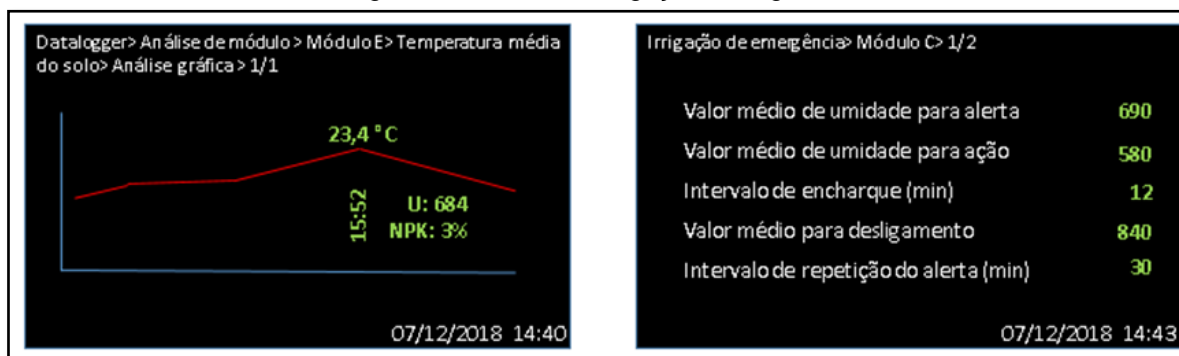 Datalogger> Análise de módulo> Módulo E> Temperatura média
do solo> Análise gráfica> 1/1
23,4 °C
15:52
U: 684
NPK: 3%
07/12/2018 14:40
Irrigação de emergência> Módulo C> 1/2
Valor médio de umidade para alerta 690
Valor médio de umidade para ação 580
Intervalo de encharque (min) 12
Valor médio para desligamento 840
Intervalo de repetição do alerta (min) 30
07/12/2018 14:43